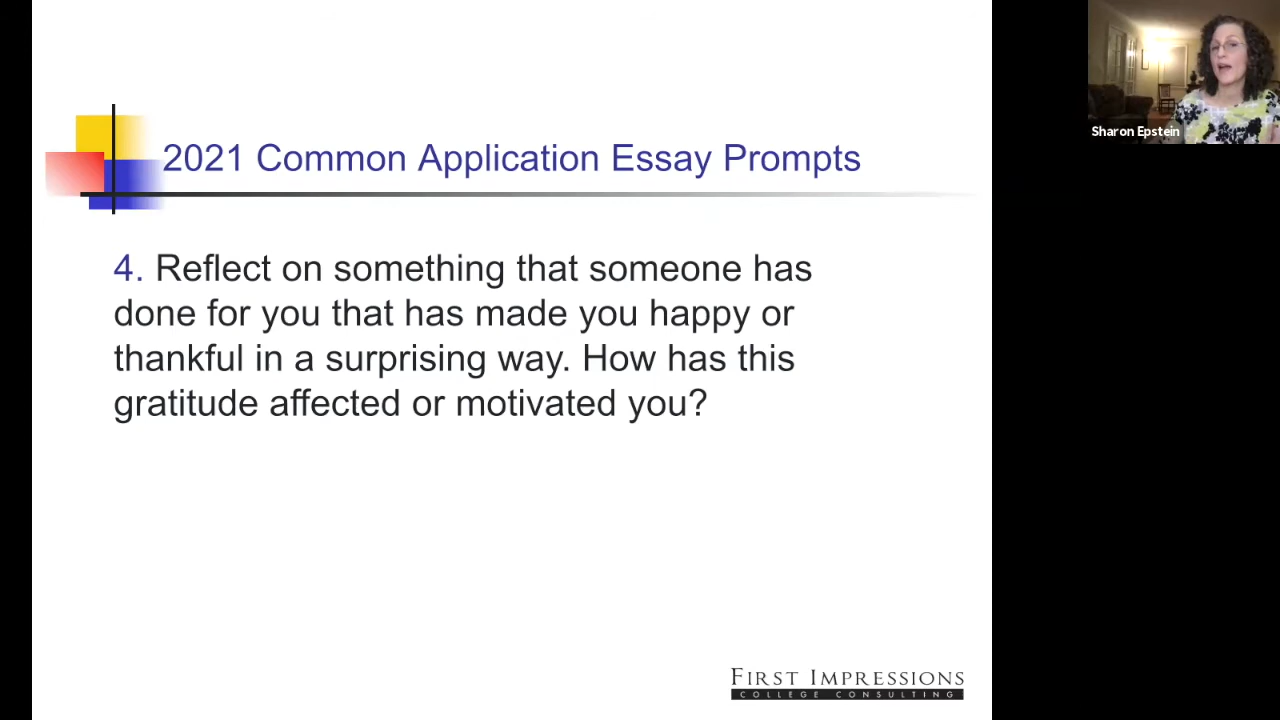 2021 Common Application Essay Prompts
Sharon Epstein
4. Reflect on something that someone has
done for you that has made you happy or
thankful in a surprising way. How has this
gratitude affected or motivated you?
FIRST IMPRESSIONS
COLLEGE CONSULTING